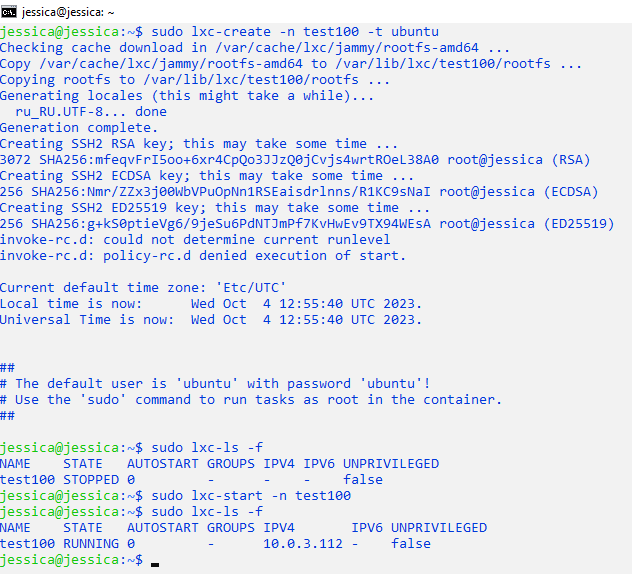 jessica@jessica: ~
jessica@jessica:~$ sudo lxc-create -n test100 -t ubuntu
Checking cache download in /var/cache/lxc/jammy/rootfs-amd64 ...
Copy /var/cache/lxc/jammy/rootfs-amd64 to /var/lib/lxc/test100/rootfs ...
Copying rootfs to /var/lib/lxc/test100/rootfs ...
Generating locales (this might take a while)...
  ru_RU.UTF-8... done
Generation complete.
Creating SSH2 RSA key; this may take some time ...
3072 SHA256:mfeqvFrI5oo+6xr4CpQo3JJzQ0jCvjs4wrtROeL38A0 root@jessica (RSA)
Creating SSH2 ECDSA key; this may take some time ...
256 SHA256:Nmr/ZZx3j00WbVPuOpNn1RSEaisdrlnns/R1KC9sNaI root@jessica (ECDSA)
Creating SSH2 ED25519 key; this may take some time ...
256 SHA256:g+kS0ptieVg6/9jeSu6PdNTJmPf7KvHwEv9TX94WEsA root@jessica (ED25519)
invoke-rc.d: could not determine current runlevel
invoke-rc.d: policy-rc.d denied execution of start.
Current default time zone: 'Etc/UTC'
Local time is now:      Wed Oct  4 12:55:40 UTC 2023.
Universal Time is now:  Wed Oct  4 12:55:40 UTC 2023.
##
# The default user is 'ubuntu' with password 'ubuntu'!
# Use the 'sudo' command to run tasks as root in the container.
##
jessica@jessica:~$ sudo lxc-ls -f
NAME    STATE   AUTOSTART GROUPS IPV4 IPV6 UNPRIVILEGED
test100 STOPPED 0         -      -    -    false
jessica@jessica:~$ sudo lxc-start -n test100
jessica@jessica:~$ sudo lxc-ls -f
NAME    STATE   AUTOSTART GROUPS IPV4       IPV6 UNPRIVILEGED
test100 RUNNING 0         -      10.0.3.112 -    false
jessica@jessica:~$